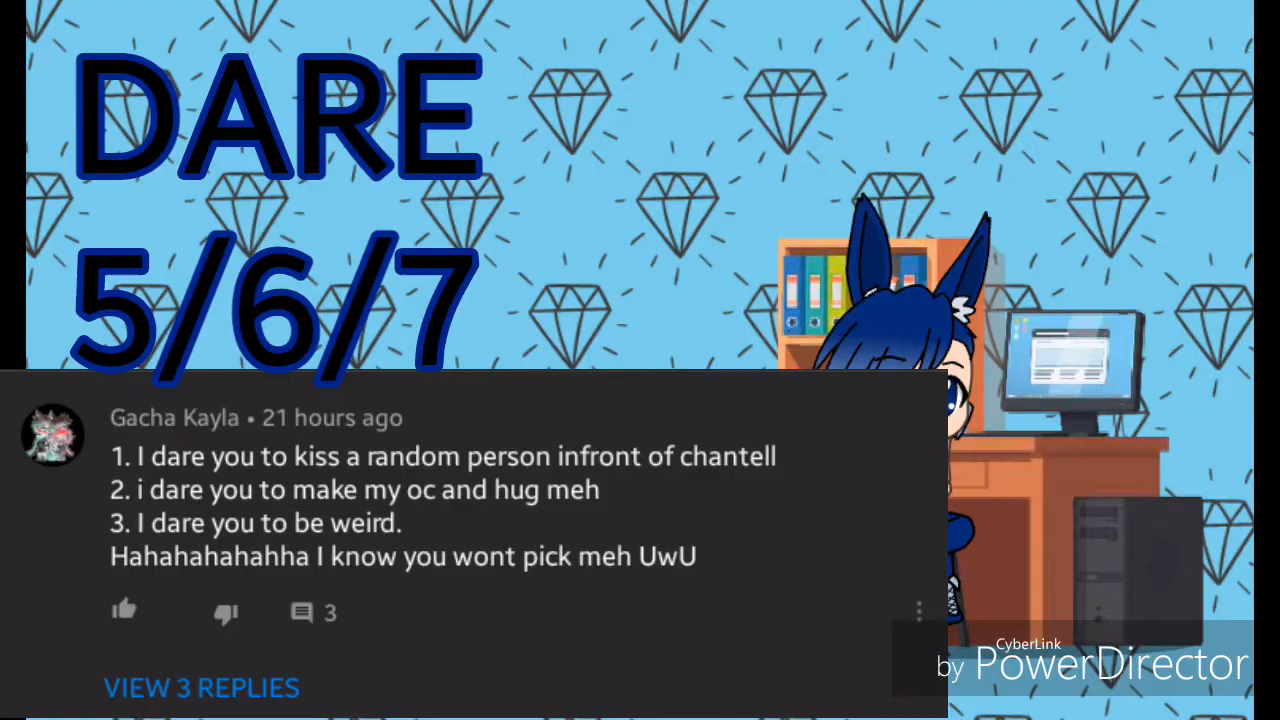 DARE
5/6/7
Gacha Kayla • 21 hours ago
1. I dare you to kiss a random person infront of chantell
2. i dare you to make my oc and hug meh
3. I dare you to be weird.
Hahahahahahha I know you wont pick meh UwU
3
VIEW 3 REPLIES
CyberLink
by PowerDirector